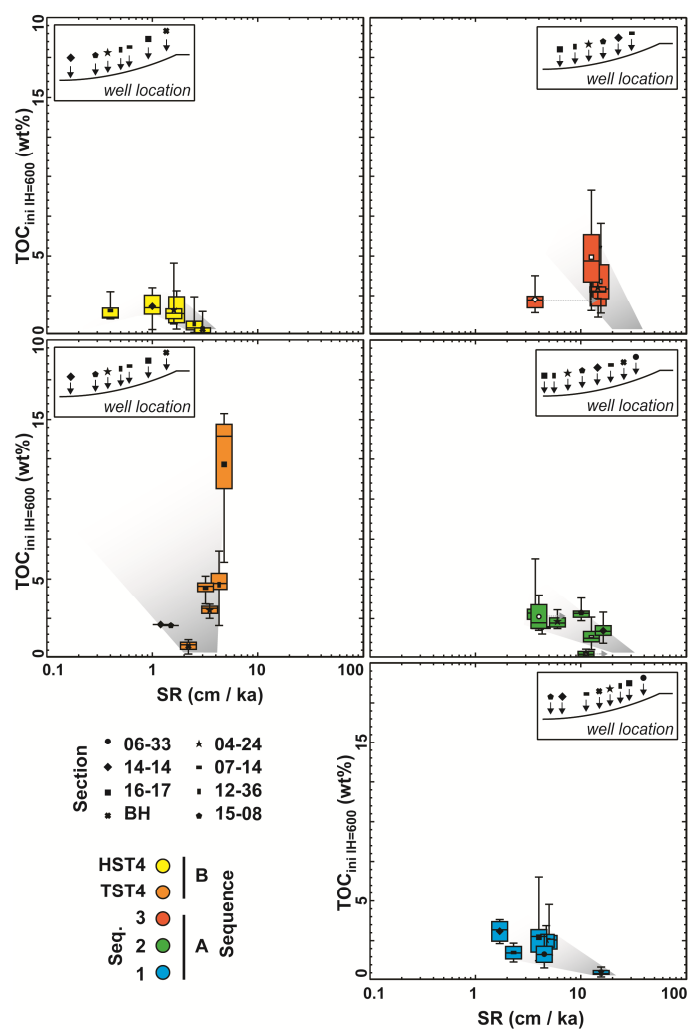 10
15
5
0
TOCini IH=600 (wt%)
well location
well location
10
15
5
0
TOCini IH=600 (wt%)
well location
well location
0.1 1 10 100
SR (cm / ka)
15
5
0
TOCini IH=600 (wt%)
well location
0.1 1 10 100
SR (cm / ka)
Section
06-33 04-24
14-14 07-14
16-17 12-36
BH 15-08
HST4
TST4
B
Seq.
3
2
1
A
Sequence